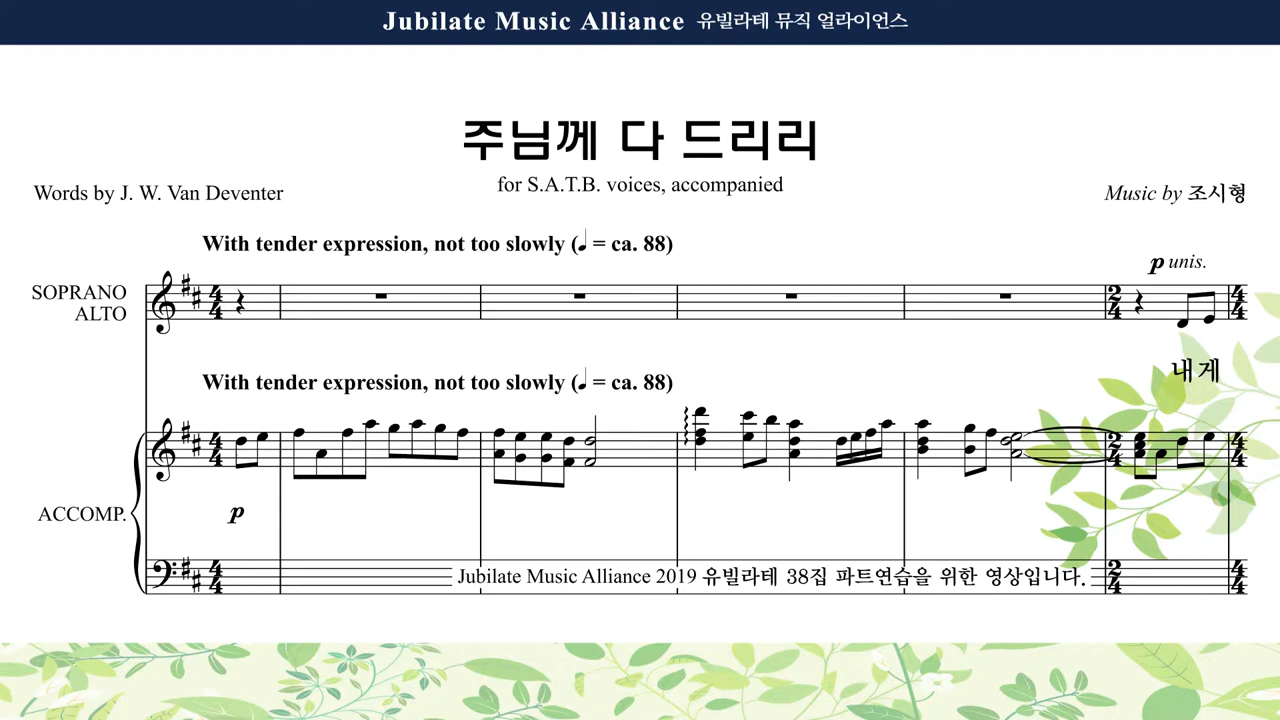 Jubilate Music Alliance 유빌라테 뮤직 얼라이언스
주님께 다 드리리
for S.A.T.B. voices, accompanied
Words by J. W. Van Deventer
Music by 조시형
With tender expression, not too slowly (♩ = ca. 88)
p unis.
SOPRANO
ALTO
내게
With tender expression, not too slowly (♩ = ca. 88)
p
ACCOMP.
Jubilate Music Alliance 2019 유빌라테 38집 파트연습을 위한 영상입니다.